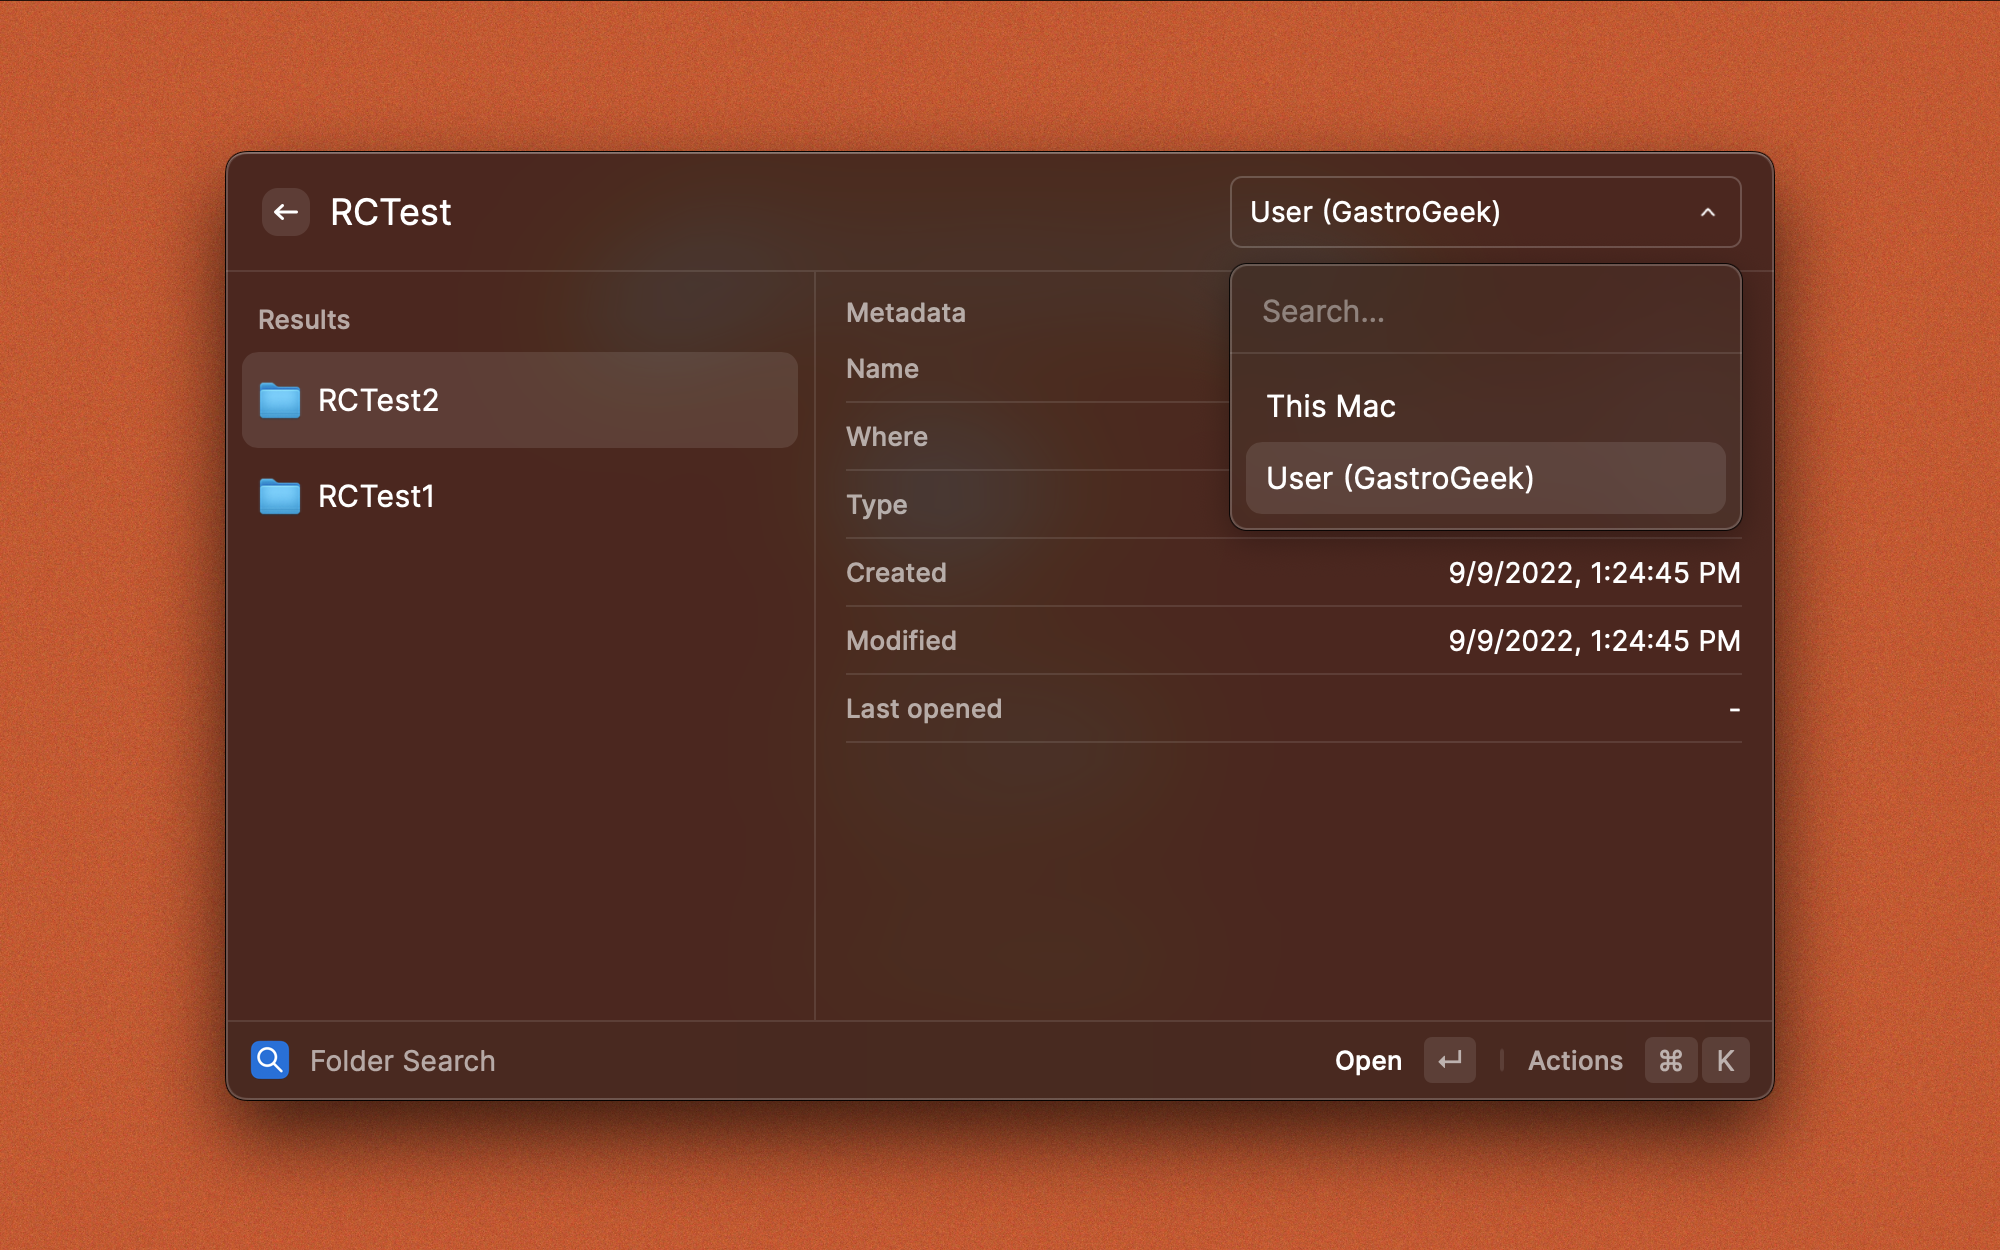 RCTest
User (GastroGeek)
Search...
This Mac
User (GastroGeek)
Results
RCTest2
RCTest1
Metadata
Name
Where
Type
Created 9/9/2022, 1:24:45 PM
Modified 9/9/2022, 1:24:45 PM
Last opened -
Folder Search
Open ↵ Actions ⌘ K